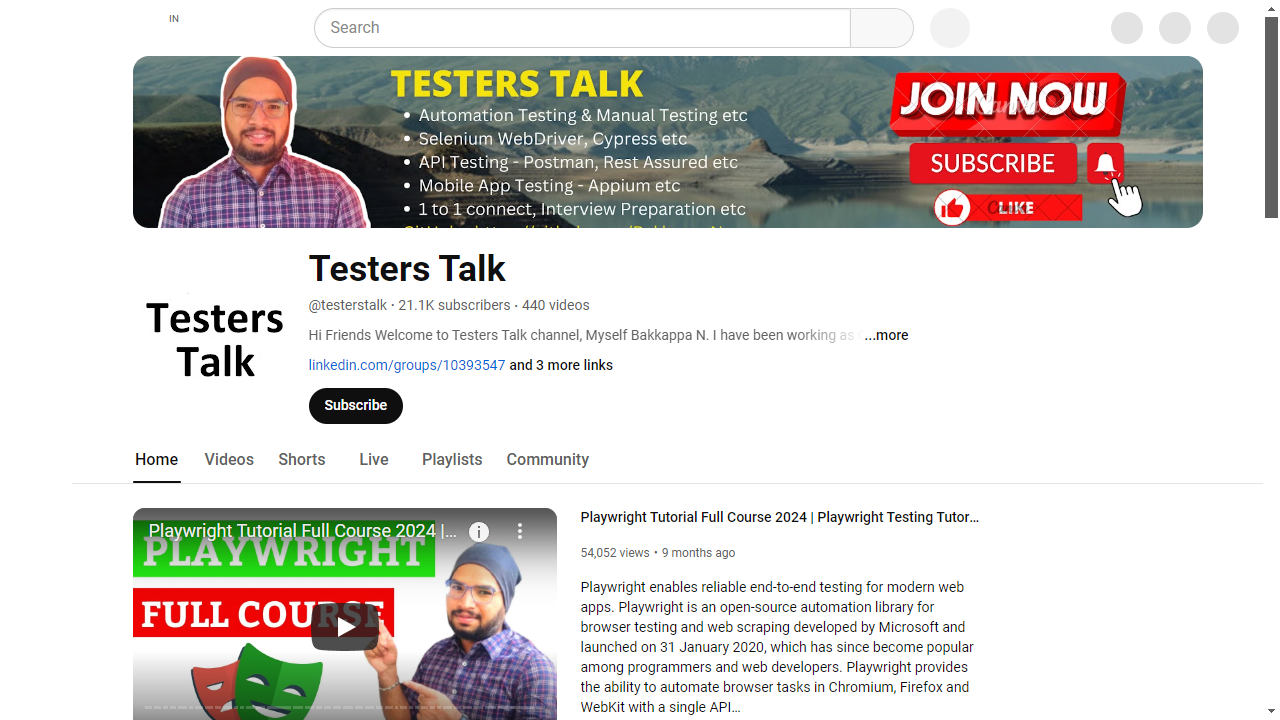 IN
Search
TESTERS TALK
• Automation Testing & Manual Testing etc
• Selenium WebDriver, Cypress etc
• API Testing - Postman, Rest Assured etc
• Mobile App Testing - Appium etc
• 1 to 1 connect, Interview Preparation etc
JOIN NOW
SUBSCRIBE
LIKE
Testers
Talk
Testers Talk
@testerstalk • 21.1K subscribers • 440 videos
Hi Friends Welcome to Testers Talk channel, Myself Bakkappa N. I have been working as ...more
linkedin.com/groups/10393547 and 3 more links
Subscribe
Home Videos Shorts Live Playlists Community
Playwright Tutorial Full Course 2024 |...
PLAYWRIGHT
FULL COURSE
Playwright Tutorial Full Course 2024 | Playwright Testing Tutor...
54,052 views • 9 months ago
Playwright enables reliable end-to-end testing for modern web
apps. Playwright is an open-source automation library for
browser testing and web scraping developed by Microsoft and
launched on 31 January 2020, which has since become popular
among programmers and web developers. Playwright provides
the ability to automate browser tasks in Chromium, Firefox and
WebKit with a single API...